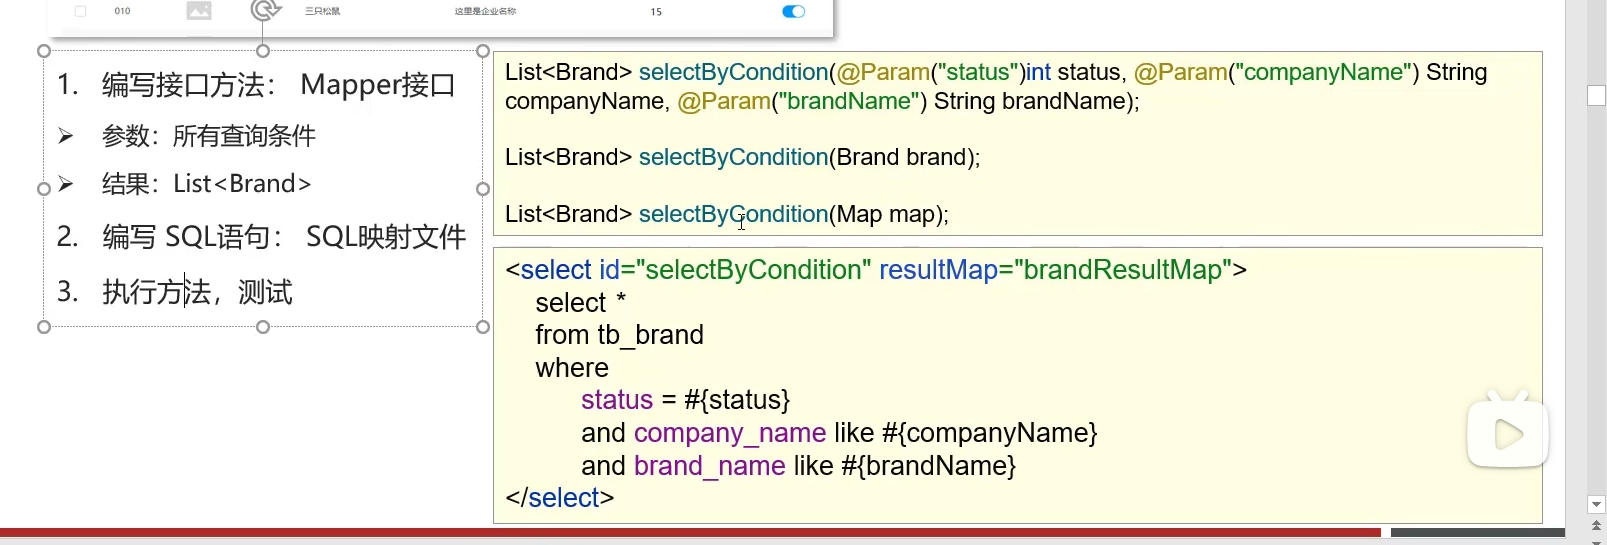 010 三只松鼠 这里是企业名称 15
1. 编写接口方法： Mapper接口
➢ 参数：所有查询条件
➢ 结果：List<Brand>
2. 编写 SQL语句： SQL映射文件
3. 执行方法，测试
List<Brand> selectByCondition(@Param("status")int status, @Param("companyName") String
companyName, @Param("brandName") String brandName);
List<Brand> selectByCondition(Brand brand);
List<Brand> selectByCondition(Map map);
<select id="selectByCondition" resultMap="brandResultMap">
select *
from tb_brand
where
status = #{status}
and company_name like #{companyName}
and brand_name like #{brandName}
</select>